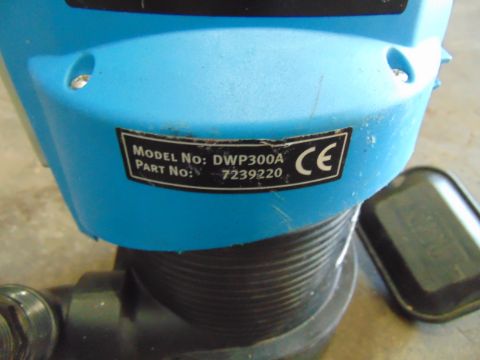 MODEL NO: DWP300A CE
PART NO: 7239220